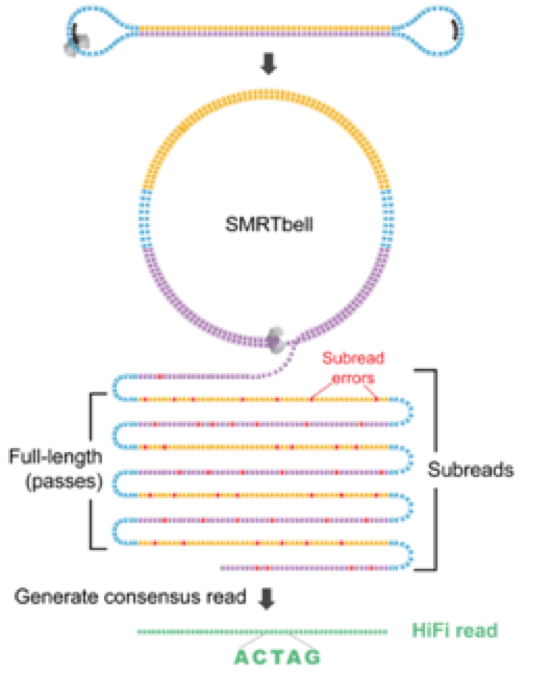 SMRTbell
Subread
errors
Full-length
(passes)
Subreads
Generate consensus read
HiFi read
ACTAG